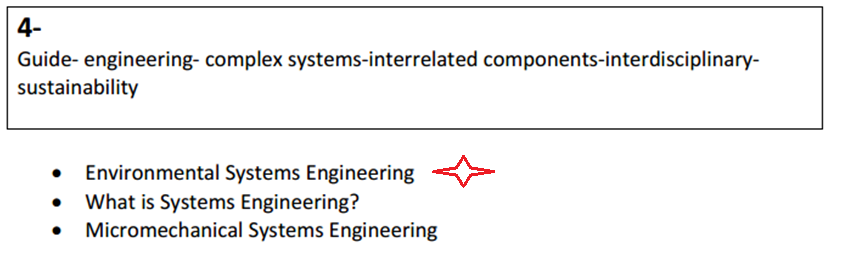 4-
Guide- engineering- complex systems-interrelated components-interdisciplinary-
sustainability
• Environmental Systems Engineering
• What is Systems Engineering?
• Micromechanical Systems Engineering